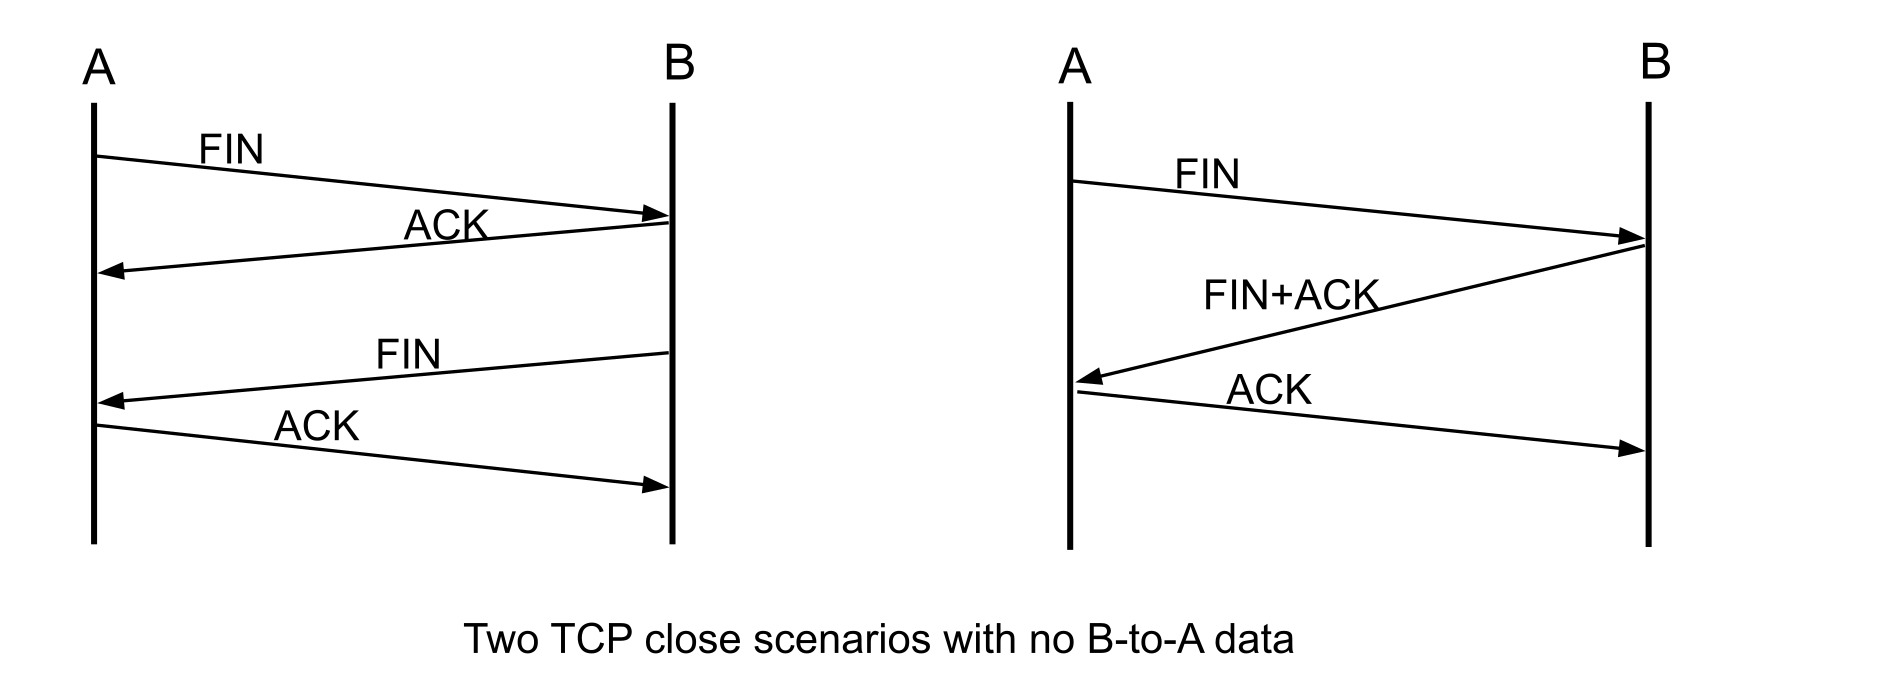 A
B
FIN
ACK
FIN
ACK
A
B
FIN
FIN+ACK
ACK
Two TCP close scenarios with no B-to-A data